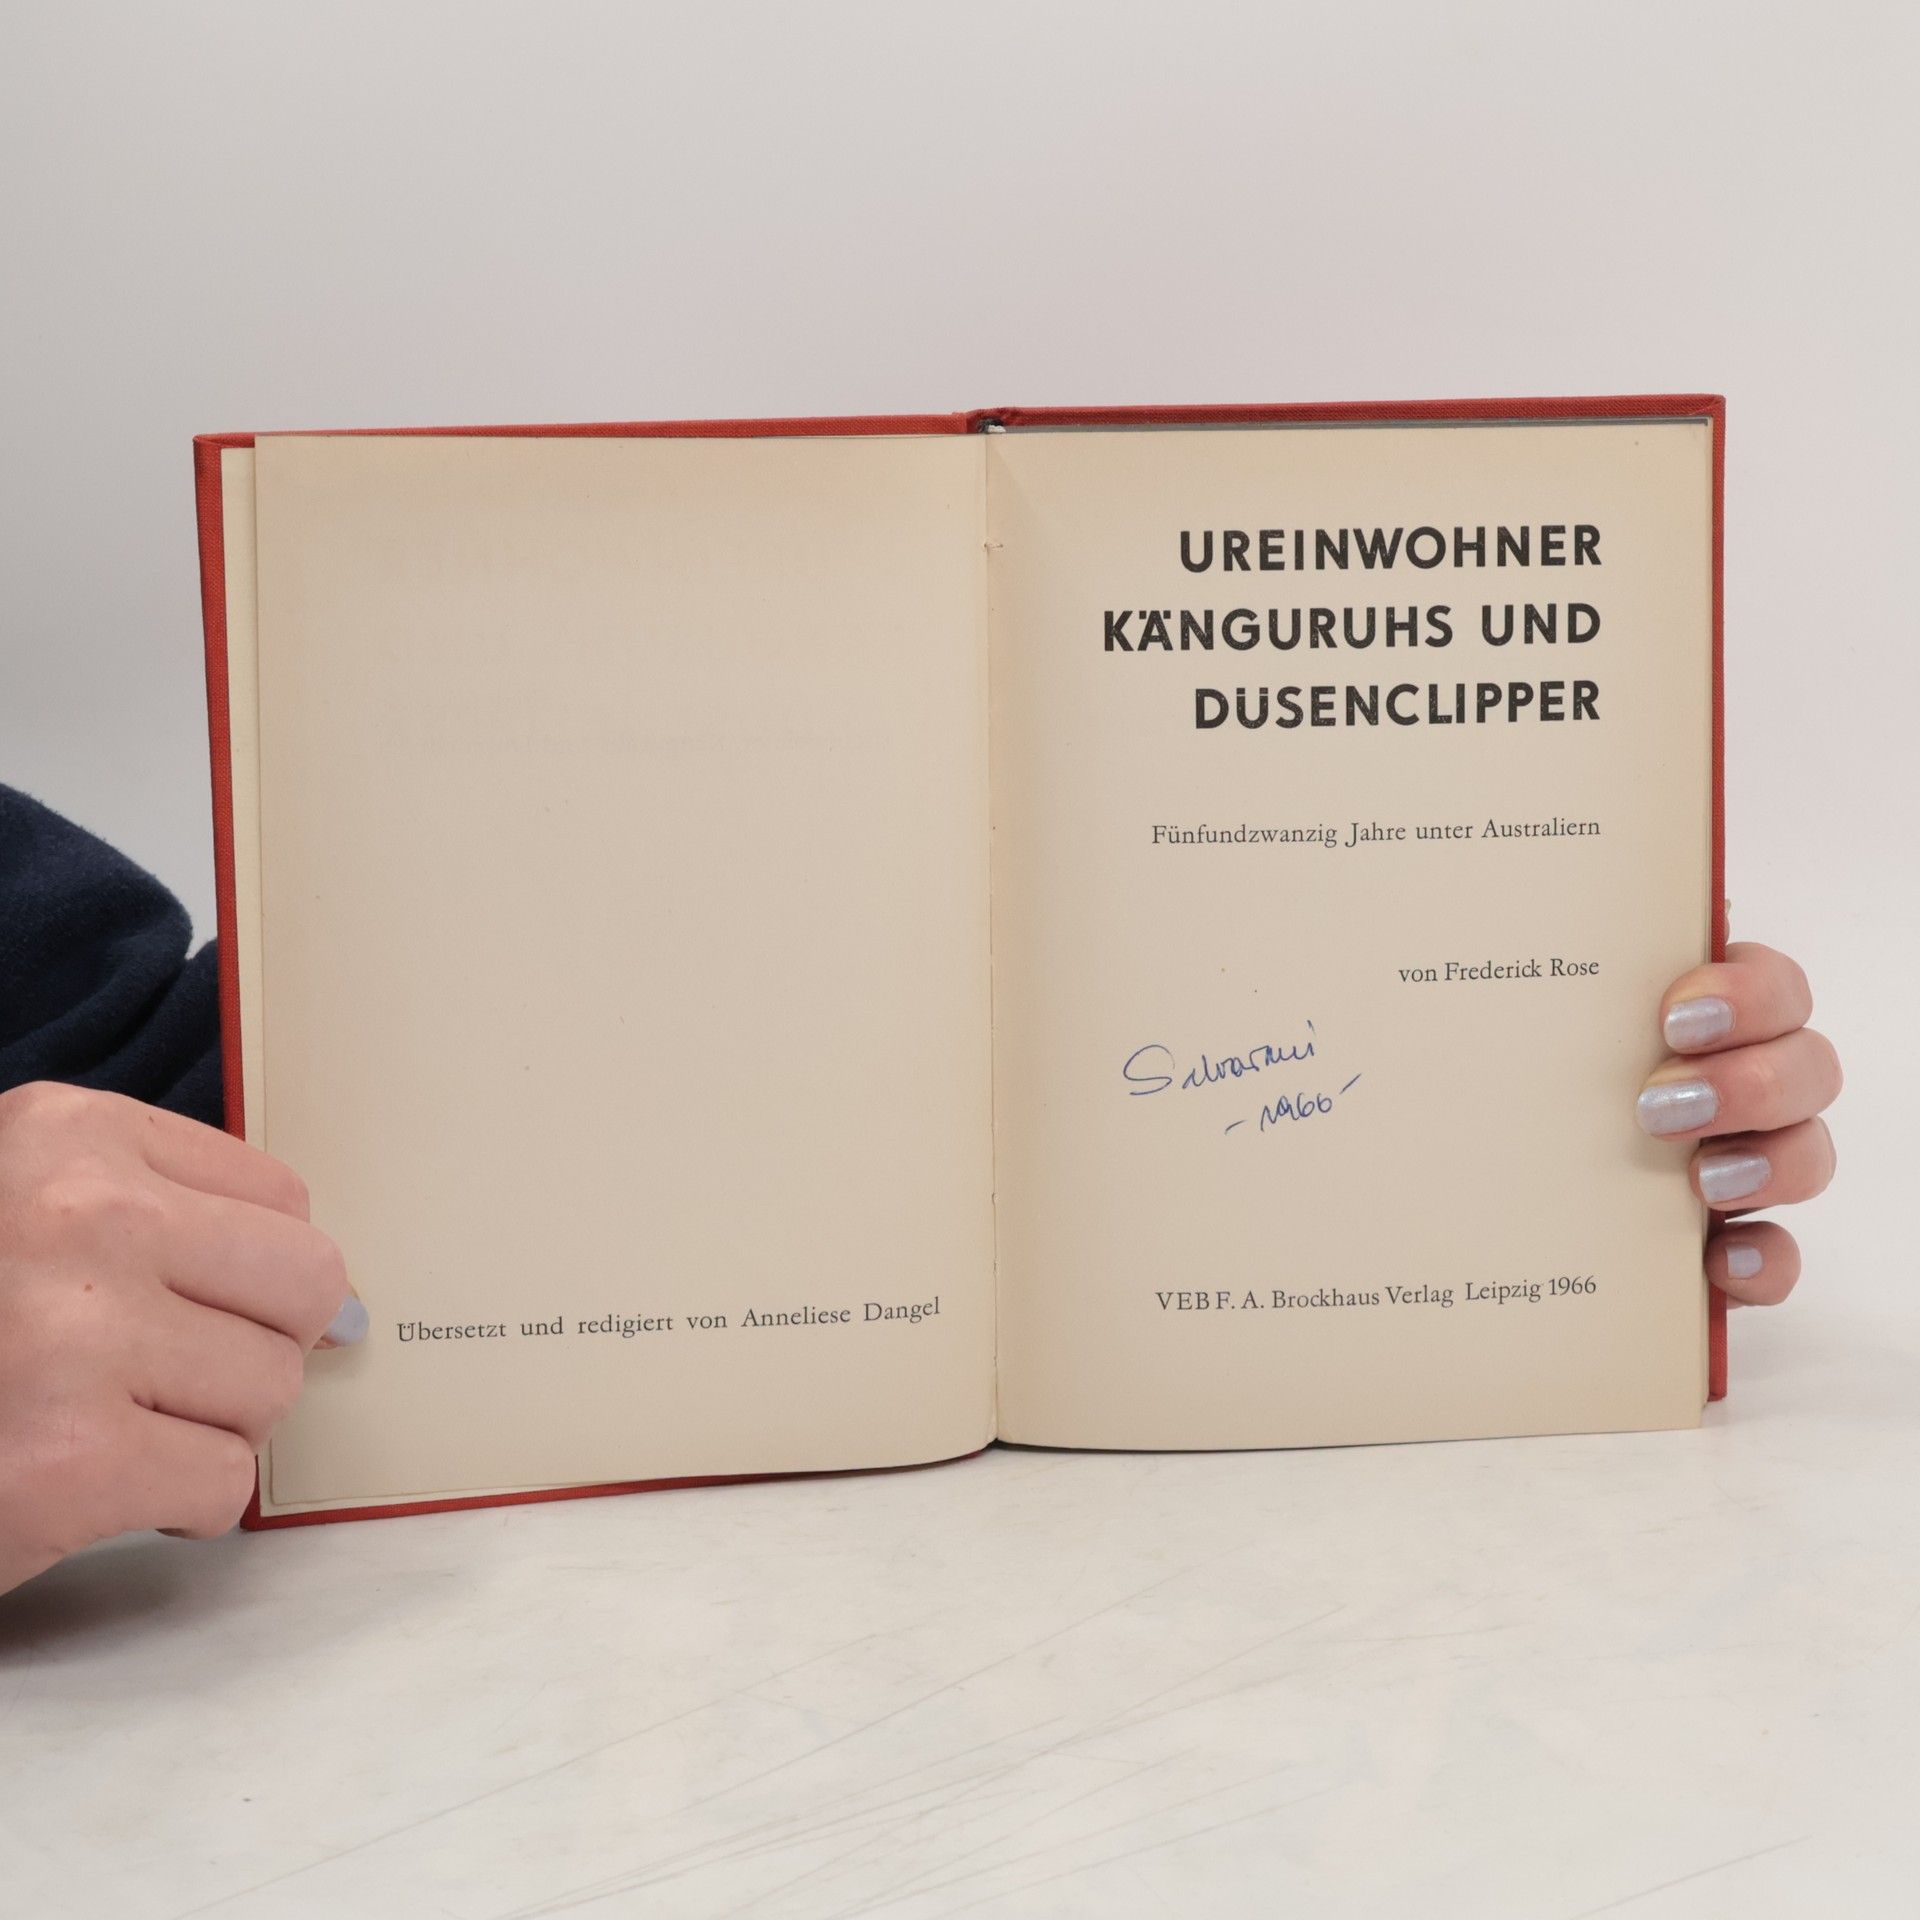 Übersetzt und redigiert von Anneliese Dangel
UREINWOHNER
KÄNGURUHS UND
DÜSENCLIPPER
Fünfundzwanzig Jahre unter Australiern
von Frederick Rose
- 1966 -
VEB F. A. Brockhaus Verlag Leipzig 1966